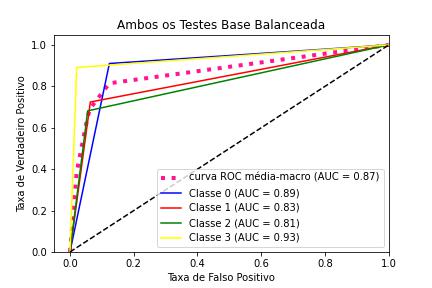 Ambos os Testes Base Balanceada
1.0
0.8
0.6
0.4
0.2
0.0
Taxa de Verdadeiro Positivo
curva ROC média-macro (AUC = 0.87)
Classe 0 (AUC = 0.89)
Classe 1 (AUC = 0.83)
Classe 2 (AUC = 0.81)
Classe 3 (AUC = 0.93)
0.0 0.2 0.4 0.6 0.8 1.0
Taxa de Falso Positivo